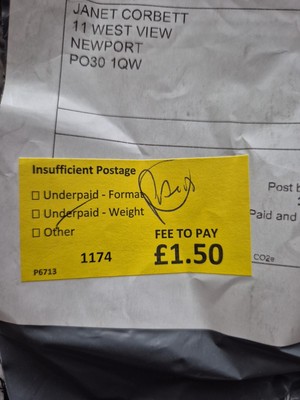 JANET CORBETT
11 WEST VIEW
NEWPORT
PO30 1QW
Insufficient Postage
☐ Underpaid - Format
☐ Underpaid - Weight
☐ Other
FEE TO PAY
1174 £1.50
P6713
Post b
Paid and
CO2e